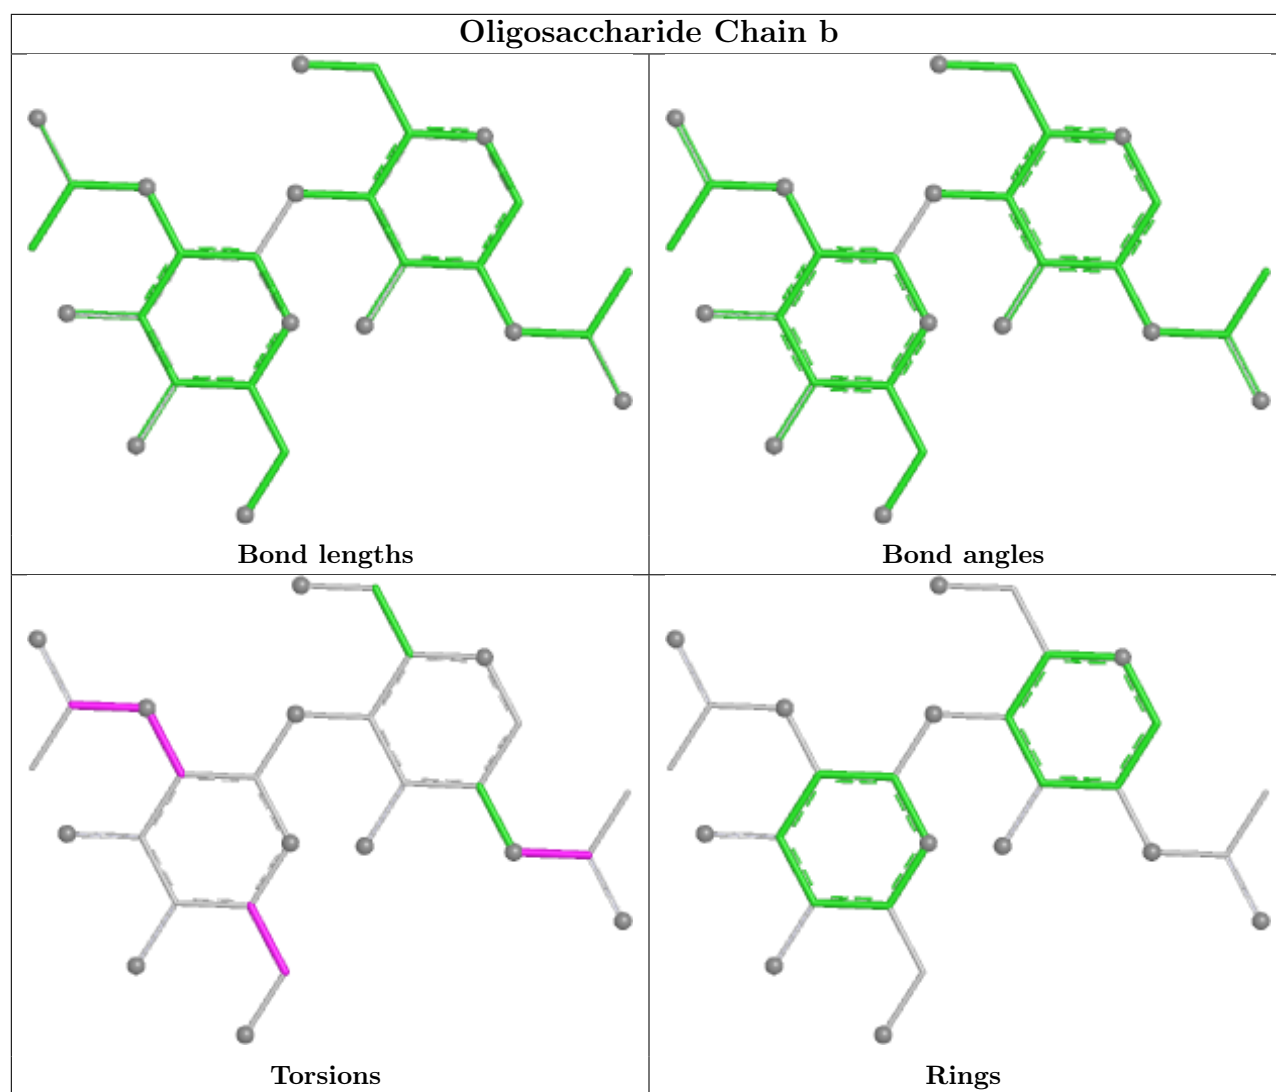 Oligosaccharide Chain b
Bond lengths
Bond angles
Torsions
Rings